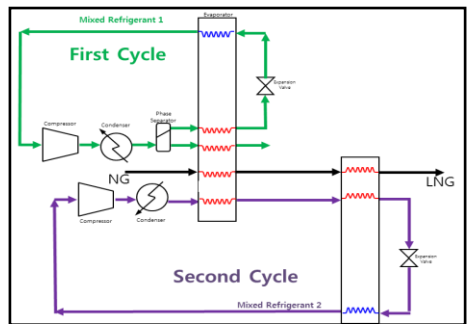 Evaporator
Mixed Refrigerant 1
First Cycle
Expansion
Valve
Phase
Separator
Compressor
Condenser
NG
LNG
Compressor
Condenser
Expansion
Valve
Second Cycle
Mixed Refrigerant 2